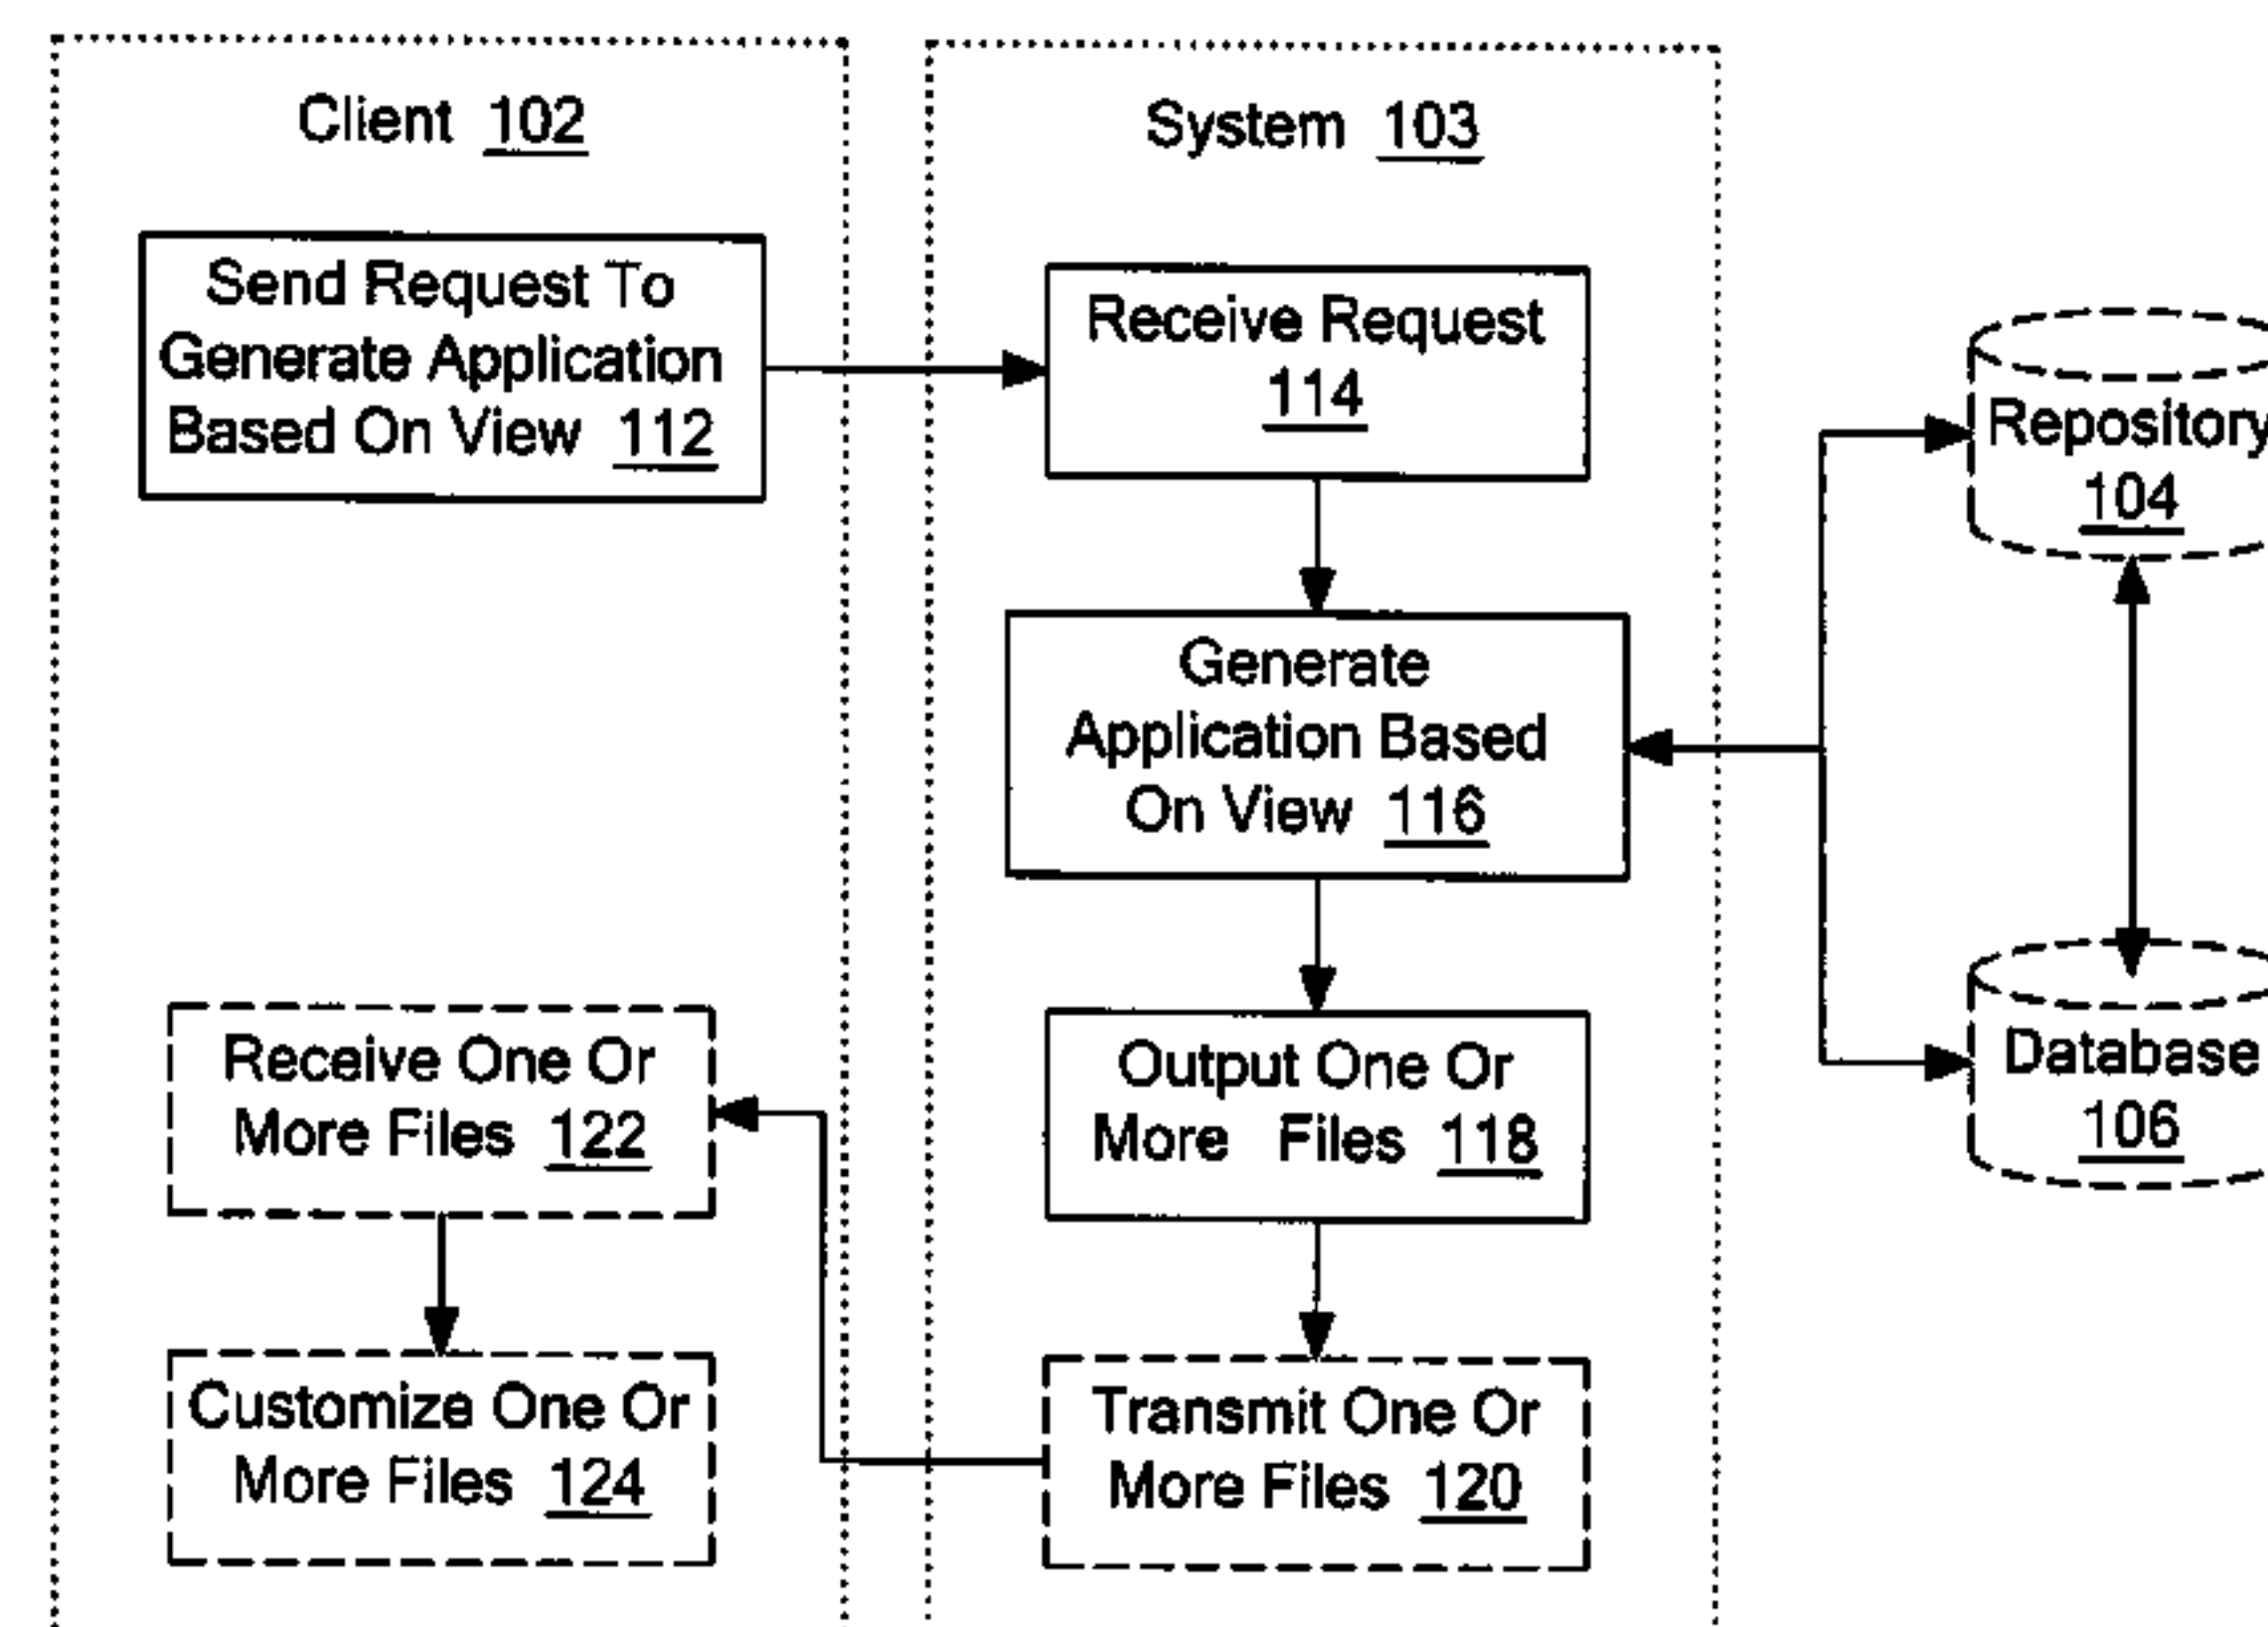 Client 102
Send Request To
Generate Application
Based On View 112
Receive One Or
More Files 122
Customize One Or
More Files 124
System 103
Receive Request
114
Generate
Application Based
On View 116
Output One Or
More Files 118
Transmit One Or
More Files 120
Repository
104
Database
106